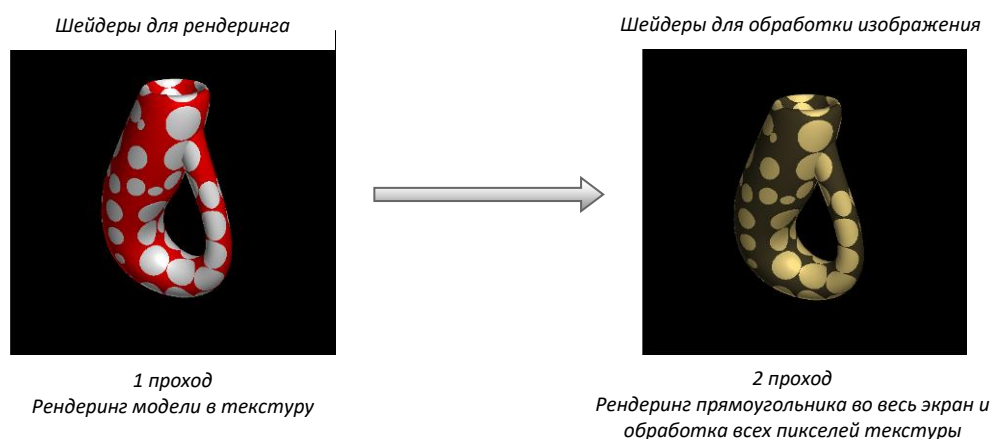 Шейдеры для рендеринга
Шейдеры для обработки изображения
1 проход
Рендеринг модели в текстуру
2 проход
Рендеринг прямоугольника во весь экран и
обработка всех пикселей текстуры